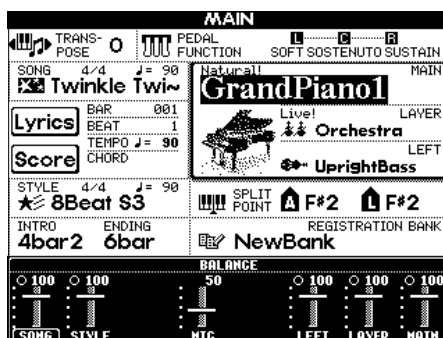 MAIN
TRANS-
POSE 0
PEDAL
FUNCTION
L C R
SOFT SOSTENUTO SUSTAIN
SONG 4/4 ♩= 90
Twinkle Twi~
Natural! MAIN
GrandPiano1
Lyrics
BAR 001
BEAT 1
TEMPO ♩= 90
CHORD
Score
Live! LAYER
Orchestra
LEFT
UprightBass
STYLE 4/4 ♩= 90
8Beat S3
SPLIT
POINT A F#2 L F#2
INTRO ENDING
4bar2 6bar
REGISTRATION BANK
NewBank
BALANCE
100 100 50 100 100 100
SONG STYLE MIC LEFT LAYER MAIN